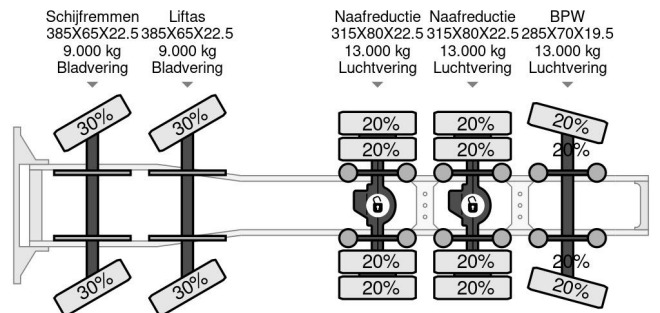 Schijfremmen
385X65X22.5
9.000 kg
Bladvering
Liftas
385X65X22.5
9.000 kg
Bladvering
Naafreductie
315X80X22.5
13.000 kg
Luchtvering
Naafreductie
315X80X22.5
13.000 kg
Luchtvering
BPW
285X70X19.5
13.000 kg
Luchtvering
30% 30% 20% 20% 20%
20% 20% 20%
20% 20% 20%
30% 30% 20% 20% 20%